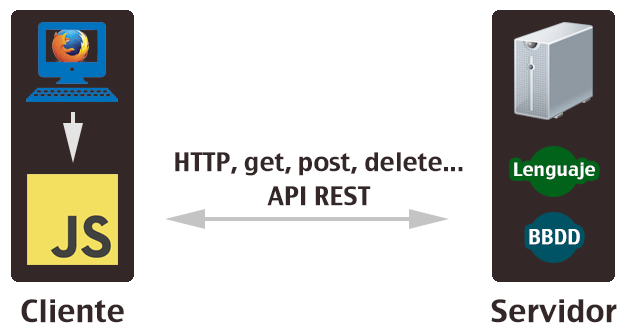 HTTP, get, post, delete...
API REST
JS
Lenguaje
BBDD
Cliente
Servidor